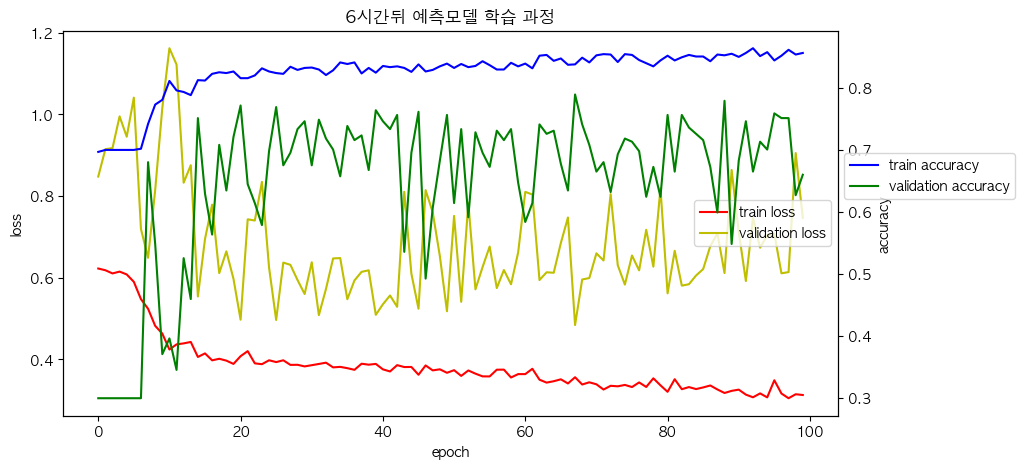 6시간뒤 예측모델 학습 과정
1.2
1.0
0.8
0.6
0.4
loss
0.8
0.7
0.6
0.5
0.4
0.3
accuracy
train accuracy
validation accuracy
train loss
validation loss
0 20 40 60 80 100
epoch